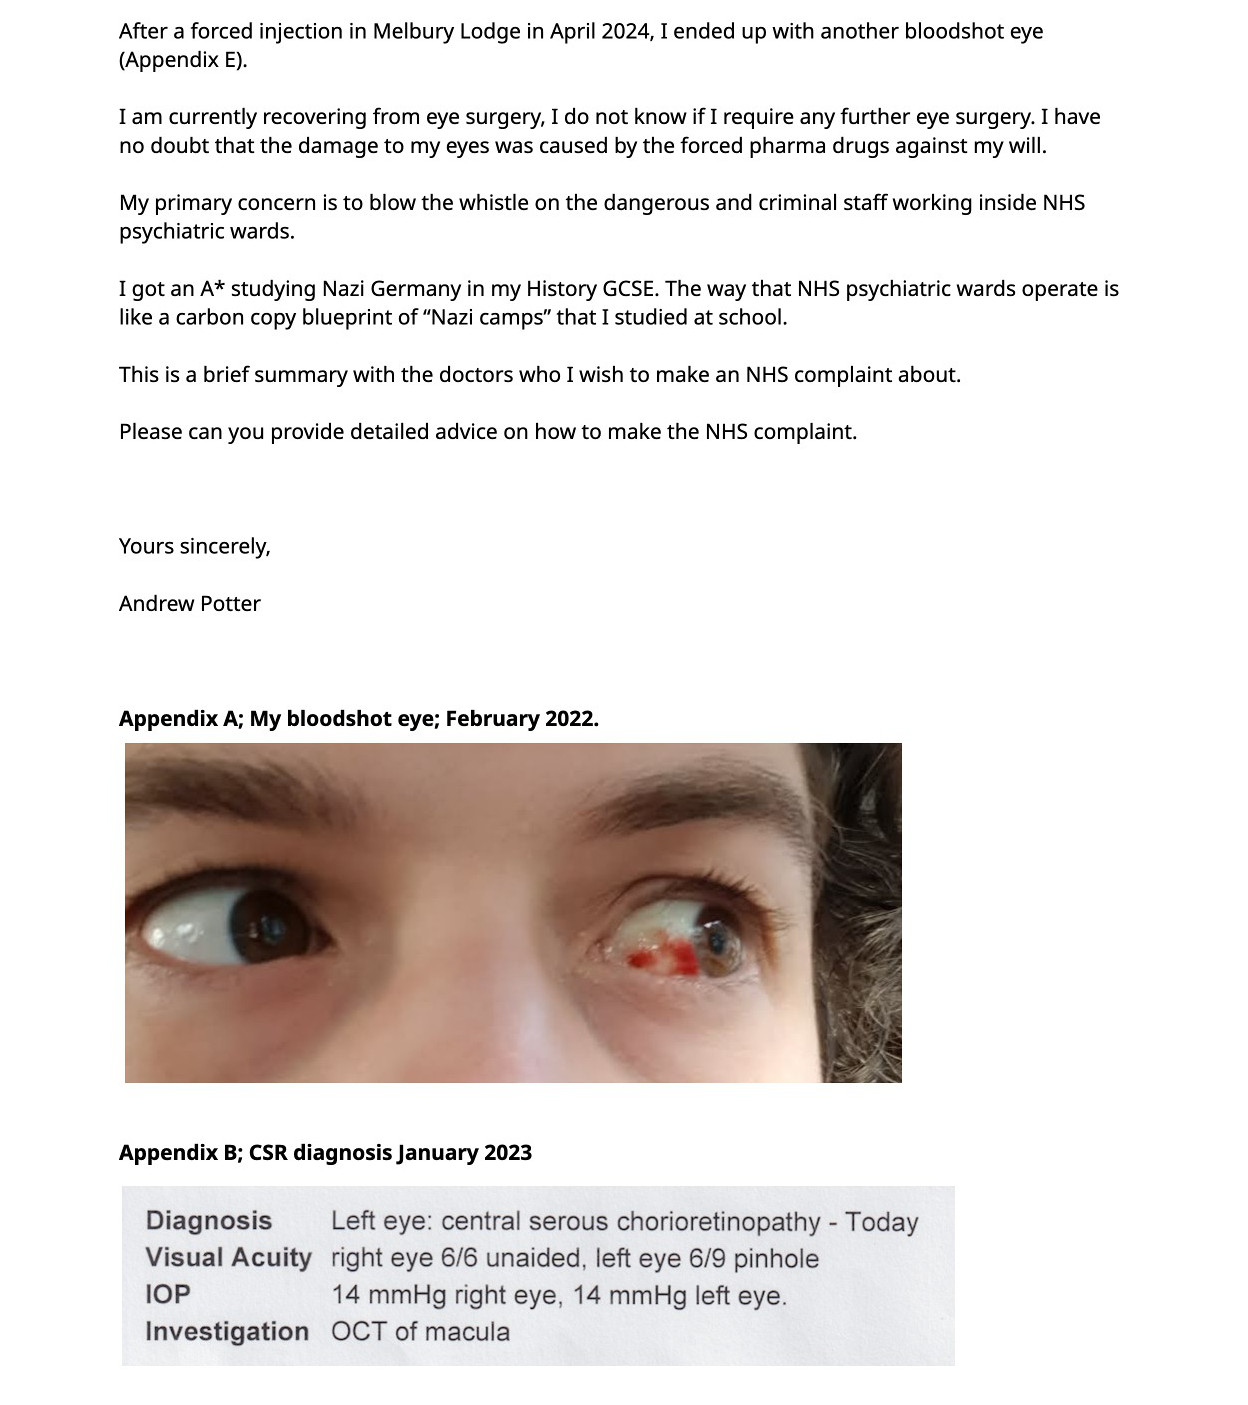 After a forced injection in Melbury Lodge in April 2024, I ended up with another bloodshot eye
(Appendix E).
I am currently recovering from eye surgery, I do not know if I require any further eye surgery. I have
no doubt that the damage to my eyes was caused by the forced pharma drugs against my will.
My primary concern is to blow the whistle on the dangerous and criminal staff working inside NHS
psychiatric wards.
I got an A* studying Nazi Germany in my History GCSE. The way that NHS psychiatric wards operate is
like a carbon copy blueprint of “Nazi camps” that I studied at school.
This is a brief summary with the doctors who I wish to make an NHS complaint about.
Please can you provide detailed advice on how to make the NHS complaint.
Yours sincerely,
Andrew Potter
Appendix A; My bloodshot eye; February 2022.
Appendix B; CSR diagnosis January 2023
Diagnosis Left eye: central serous chorioretinopathy - Today
Visual Acuity right eye 6/6 unaided, left eye 6/9 pinhole
IOP 14 mmHg right eye, 14 mmHg left eye.
Investigation OCT of macula